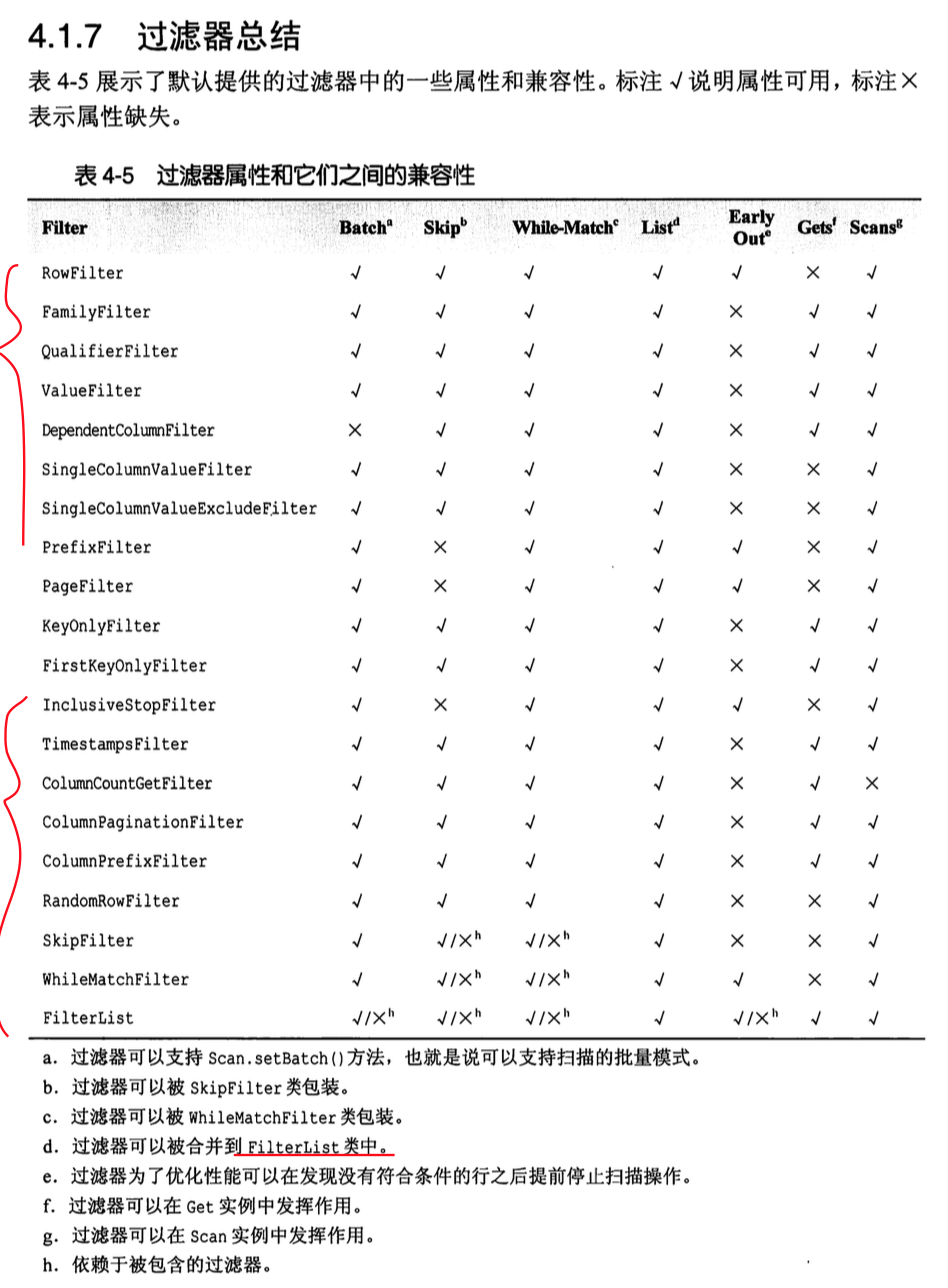 4.1.7 过滤器总结
表 4-5 展示了默认提供的过滤器中的一些属性和兼容性。标注 √ 说明属性可用，标注×
表示属性缺失。
表 4-5 过滤器属性和它们之间的兼容性
Filter Batchᵃ Skipᵇ While-Matchᶜ Listᵈ Early Outᵉ Getsᶠ Scansᵍ
RowFilter √ √ √ √ √ × √
FamilyFilter √ √ √ √ × √ √
QualifierFilter √ √ √ √ × √ √
ValueFilter √ √ √ √ × √ √
DependentColumnFilter × √ √ √ × √ √
SingleColumnValueFilter √ √ √ √ × × √
SingleColumnValueExcludeFilter √ √ √ √ × × √
PrefixFilter √ × √ √ √ × √
PageFilter √ × √ √ √ × √
KeyOnlyFilter √ √ √ √ × √ √
FirstKeyOnlyFilter √ √ √ √ × √ √
InclusiveStopFilter √ × √ √ √ × √
TimestampsFilter √ √ √ √ × √ √
ColumnCountGetFilter √ √ √ √ × √ ×
ColumnPaginationFilter √ √ √ √ × √ √
ColumnPrefixFilter √ √ √ √ × √ √
RandomRowFilter √ √ √ √ × × √
SkipFilter √ √/×ʰ √/×ʰ √ × × √
WhileMatchFilter √ √/×ʰ √/×ʰ √ √ × √
FilterList √/×ʰ √/×ʰ √/×ʰ √ √/×ʰ √ √
a. 过滤器可以支持 Scan.setBatch()方法，也就是说可以支持扫描的批量模式。
b. 过滤器可以被 SkipFilter 类包装。
c. 过滤器可以被 WhileMatchFilter 类包装。
d. 过滤器可以被合并到 FilterList 类中。
e. 过滤器为了优化性能可以在发现没有符合条件的行之后提前停止扫描操作。
f. 过滤器可以在 Get 实例中发挥作用。
g. 过滤器可以在 Scan 实例中发挥作用。
h. 依赖于被包含的过滤器。